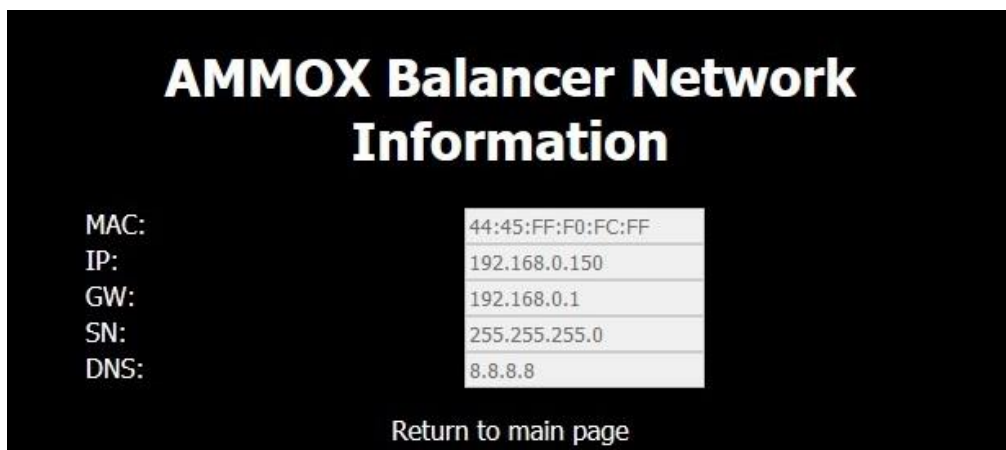 AMMOX Balancer Network
Information
MAC: 44:45:FF:F0:FC:FF
IP: 192.168.0.150
GW: 192.168.0.1
SN: 255.255.255.0
DNS: 8.8.8.8
Return to main page